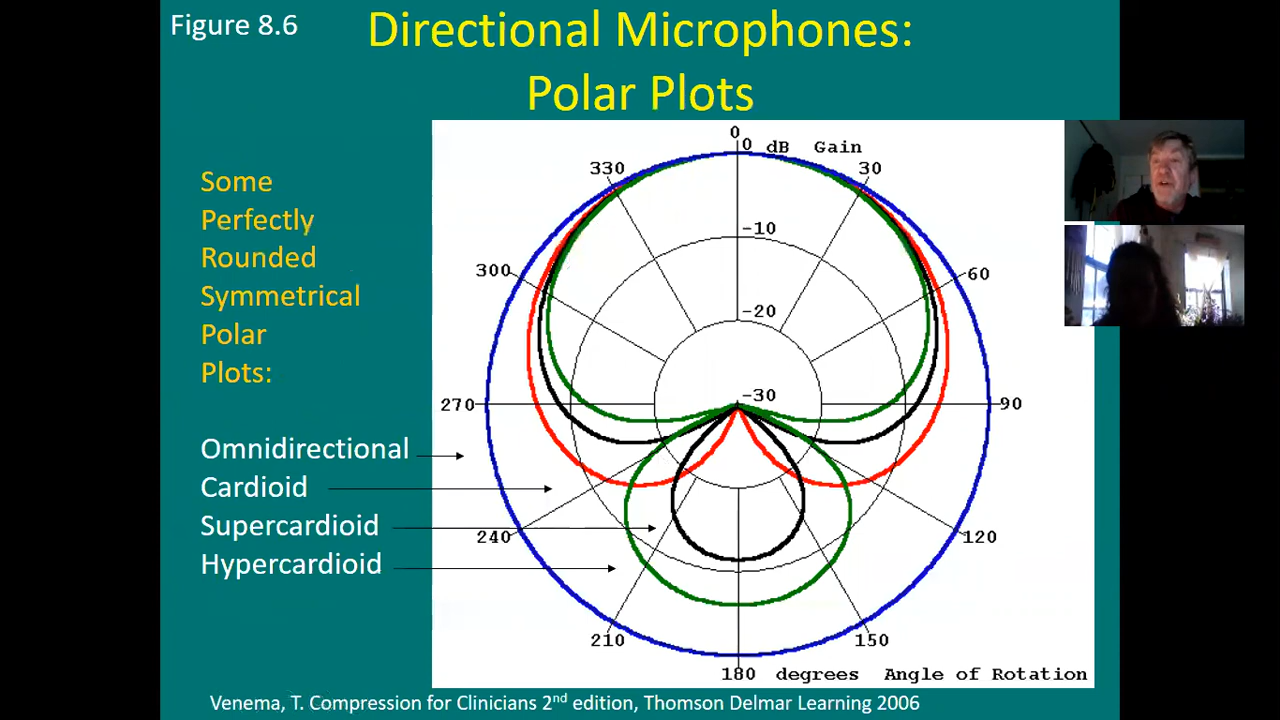 Figure 8.6
Directional Microphones:
Polar Plots
Some
Perfectly
Rounded
Symmetrical
Polar
Plots:
Omnidirectional
Cardioid
Supercardioid
Hypercardioid
0
0 dB Gain
330
30
-10
300
60
-20
-30
270
90
240
120
210
150
180 degrees Angle of Rotation
Venema, T. Compression for Clinicians 2nd edition, Thomson Delmar Learning 2006